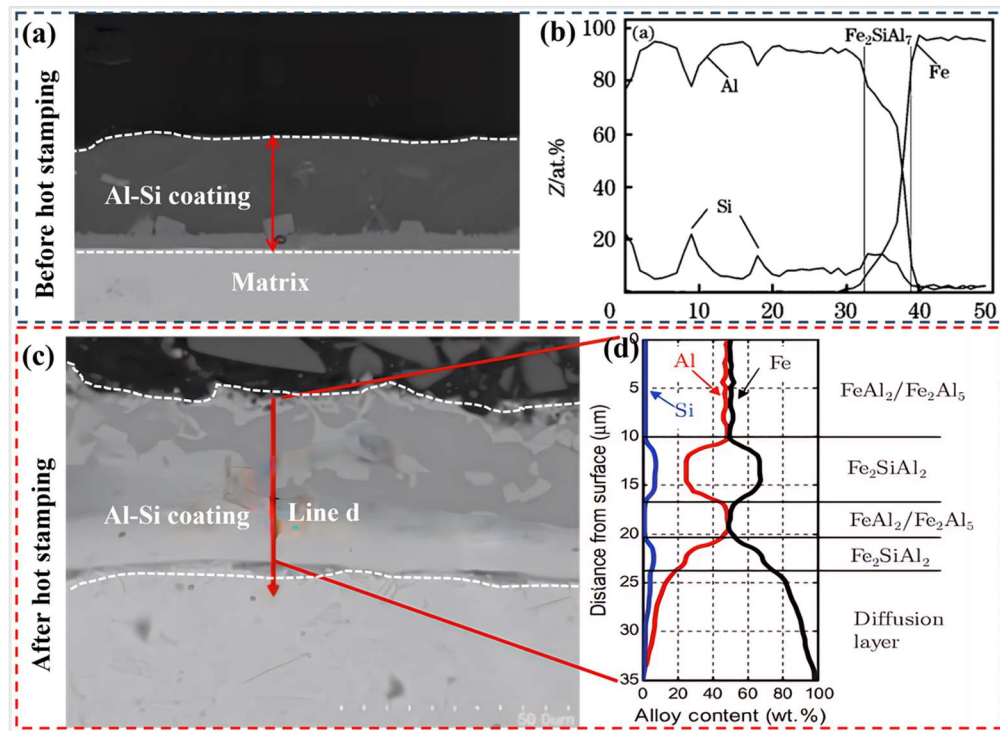 Before hot stamping
(a)
Al-Si coating
Matrix
(b)
Z/at.%
100
80
60
40
20
(a)
Fe₂SiAl₇
Al
Fe
Si
0
10
20
30
40
50
After hot stamping
(c)
Al-Si coating
Line d
50.0um
(d)
Distance from surface (μm)
0
5
10
15
20
25
30
35
Al
Fe
Si
FeAl₂/Fe₂Al₅
Fe₂SiAl₂
FeAl₂/Fe₂Al₅
Fe₂SiAl₂
Diffusion
layer
0
20
40
60
80
100
Alloy content (wt.%)